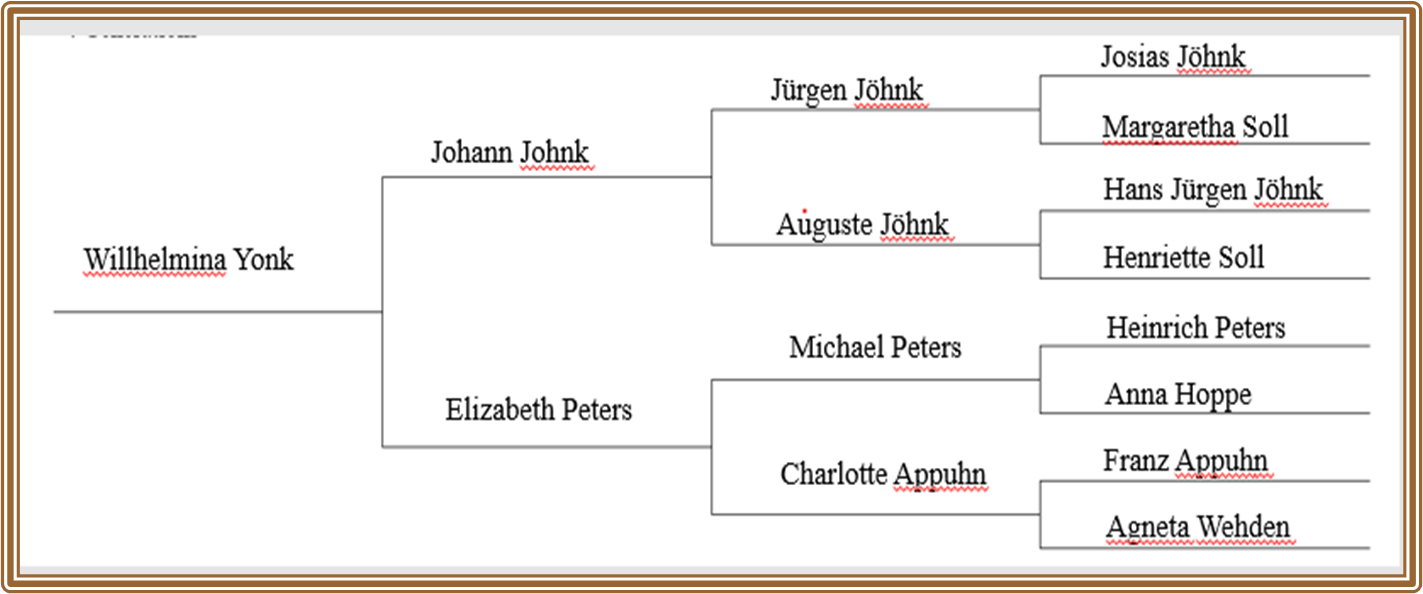 Josias Jöhnk
Jürgen Jöhnk
Margaretha Soll
Johann Johnk
Hans Jürgen Jöhnk
Auguste Jöhnk
Willhelmina Yonk
Henriette Soll
Heinrich Peters
Michael Peters
Anna Hoppe
Elizabeth Peters
Franz Appuhn
Charlotte Appuhn
Agneta Wehden